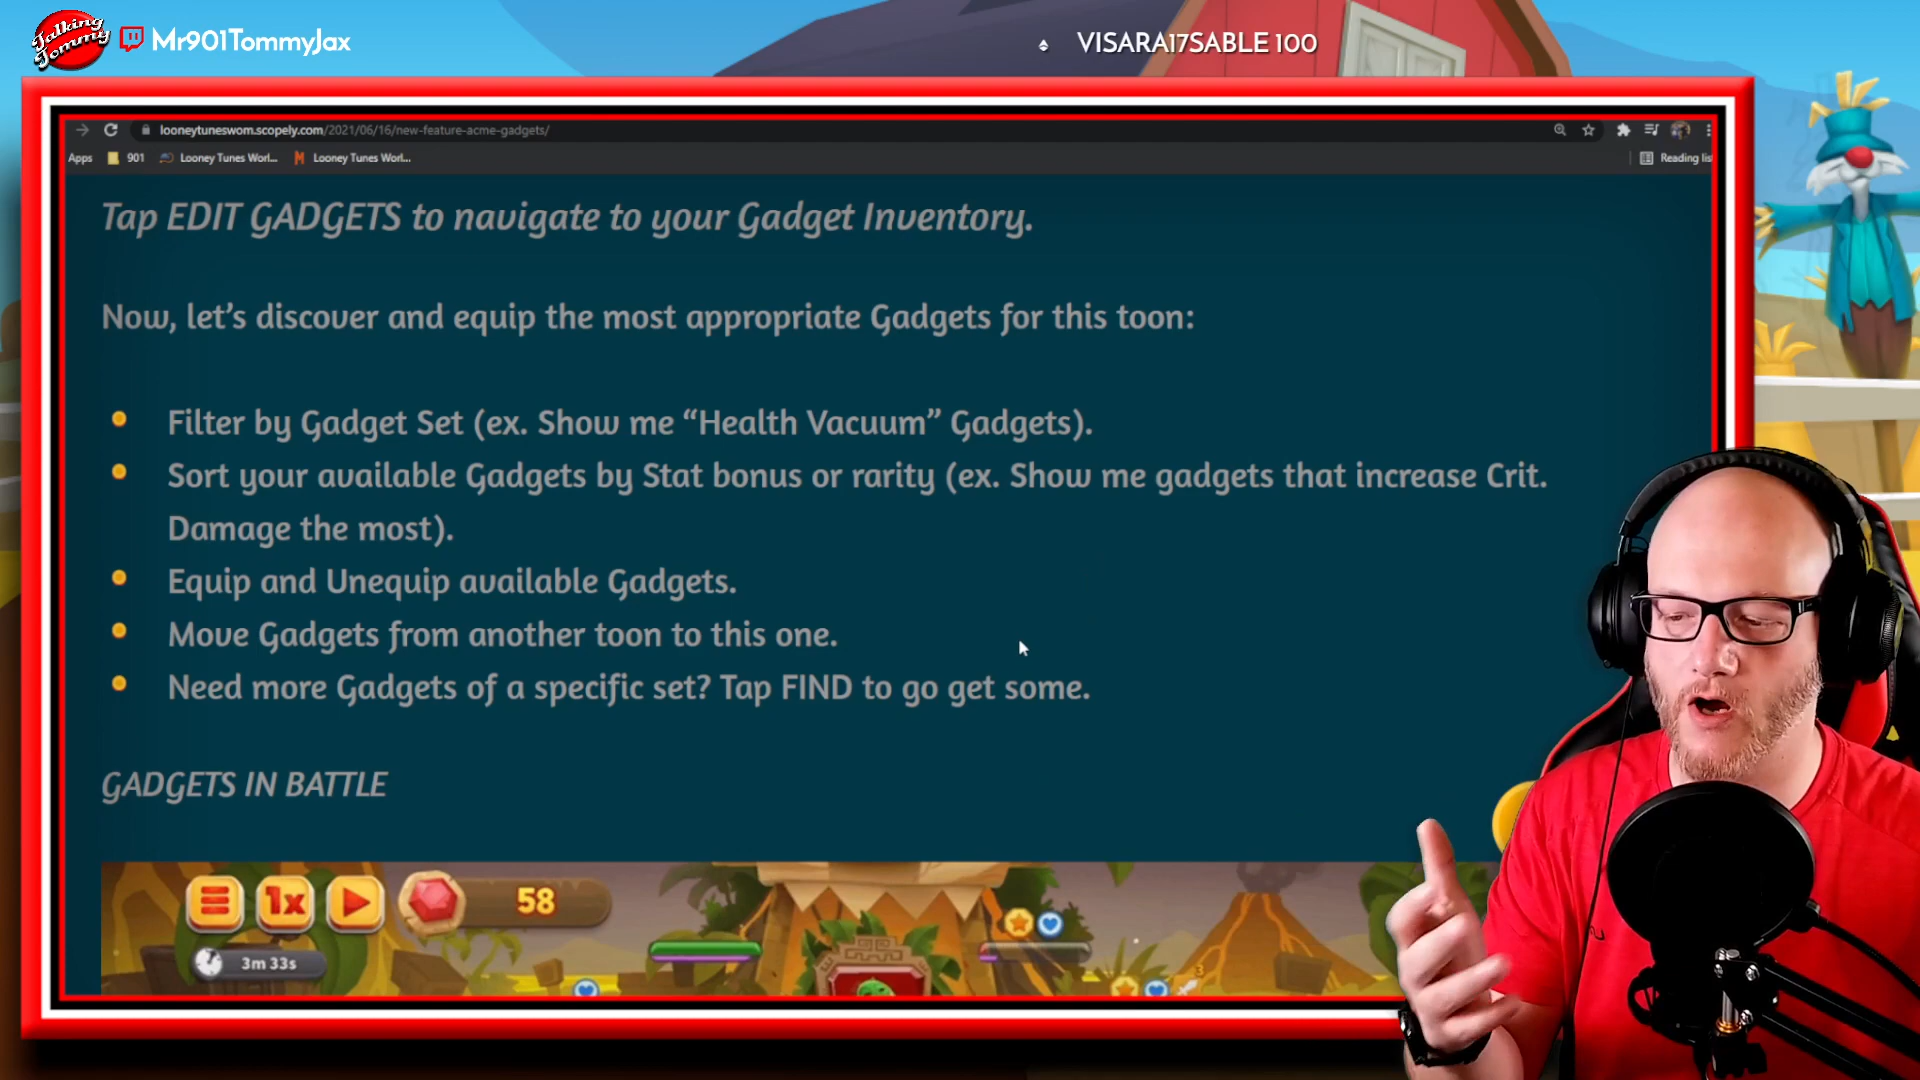 Talking Tommy
Mr901TommyJax
VISARA17SABLE 100
looneytuneswom.scopely.com/2021/06/16/new-feature-acme-gadgets/
Apps 901 Looney Tunes Worl... Looney Tunes Worl... Reading lis
Tap EDIT GADGETS to navigate to your Gadget Inventory.
Now, let's discover and equip the most appropriate Gadgets for this toon:
Filter by Gadget Set (ex. Show me “Health Vacuum” Gadgets).
Sort your available Gadgets by Stat bonus or rarity (ex. Show me gadgets that increase Crit.
Damage the most).
Equip and Unequip available Gadgets.
Move Gadgets from another toon to this one.
Need more Gadgets of a specific set? Tap FIND to go get some.
GADGETS IN BATTLE
1x 58
3m 33s
3